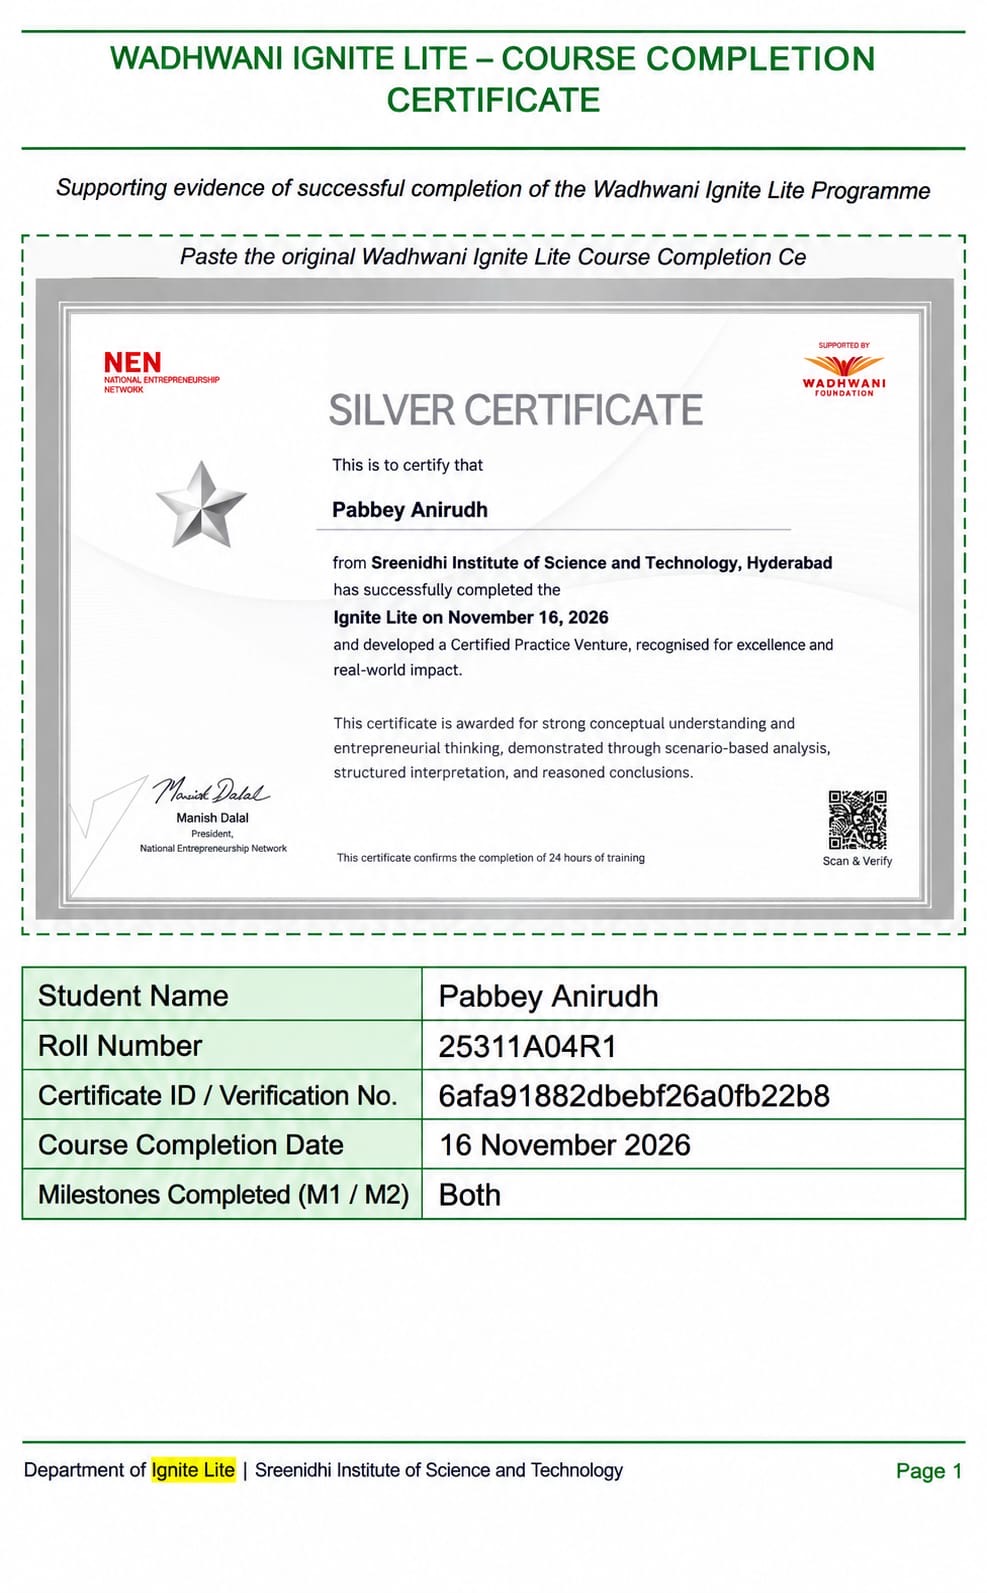 WADHWANI IGNITE LITE – COURSE COMPLETION
CERTIFICATE
Supporting evidence of successful completion of the Wadhwani Ignite Lite Programme
Paste the original Wadhwani Ignite Lite Course Completion Ce
NEN
NATIONAL ENTREPRENEURSHIP
NETWORK
SUPPORTED BY
WADHWANI
FOUNDATION
SILVER CERTIFICATE
This is to certify that
Pabbey Anirudh
from Sreenidhi Institute of Science and Technology, Hyderabad
has successfully completed the
Ignite Lite on November 16, 2026
and developed a Certified Practice Venture, recognised for excellence and
real-world impact.
This certificate is awarded for strong conceptual understanding and
entrepreneurial thinking, demonstrated through scenario-based analysis,
structured interpretation, and reasoned conclusions.
Manish Dalal
Manish Dalal
President,
National Entrepreneurship Network
This certificate confirms the completion of 24 hours of training
Scan & Verify
Student Name Pabbey Anirudh
Roll Number 25311A04R1
Certificate ID / Verification No. 6afa91882dbebf26a0fb22b8
Course Completion Date 16 November 2026
Milestones Completed (M1 / M2) Both
Department of Ignite Lite | Sreenidhi Institute of Science and Technology
Page 1